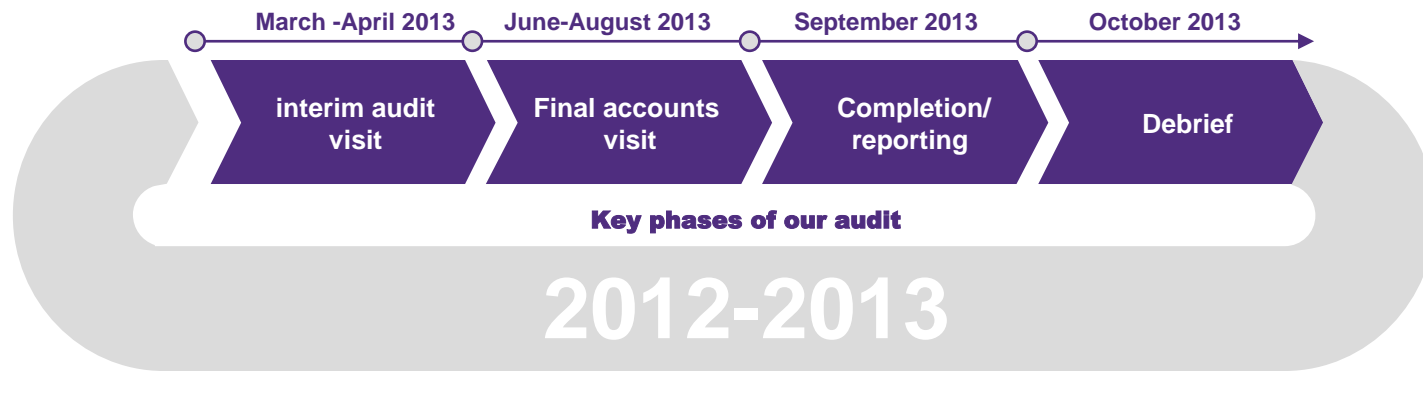 March -April 2013 June-August 2013 September 2013 October 2013
interim audit
visit
Final accounts
visit
Completion/
reporting
Debrief
Key phases of our audit
2012-2013